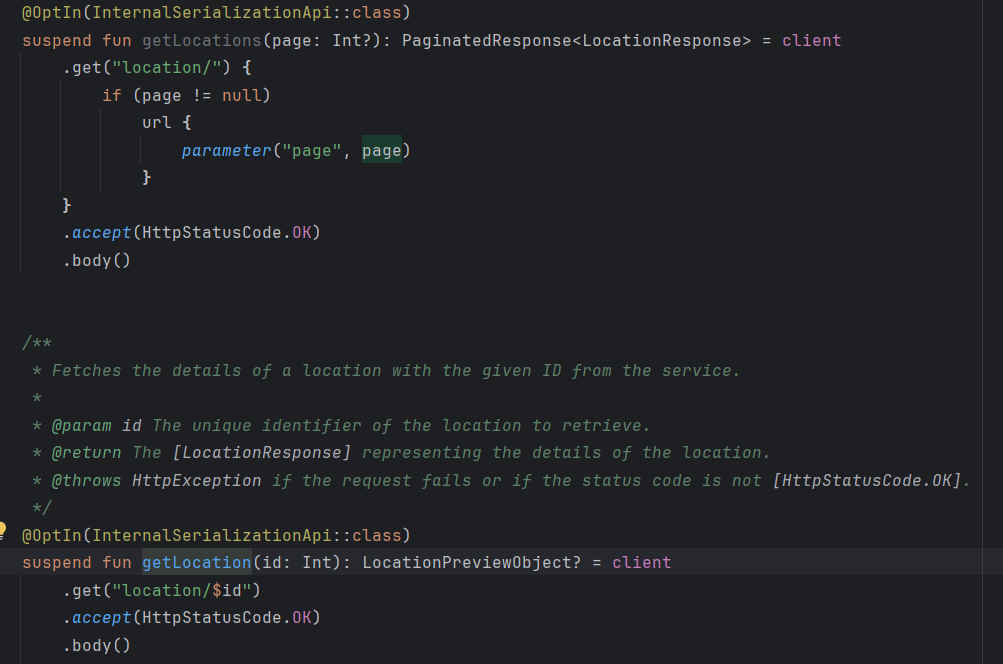 @OptIn(InternalSerializationApi::class)
suspend fun getLocations(page: Int?): PaginatedResponse<LocationResponse> = client
    .get("location/") {
        if (page != null)
            url {
                parameter("page", page)
            }
    }
    .accept(HttpStatusCode.OK)
    .body()

/**
 * Fetches the details of a location with the given ID from the service.
 *
 * @param id The unique identifier of the location to retrieve.
 * @return The [LocationResponse] representing the details of the location.
 * @throws HttpException if the request fails or if the status code is not [HttpStatusCode.OK].
 */
@OptIn(InternalSerializationApi::class)
suspend fun getLocation(id: Int): LocationPreviewObject? = client
    .get("location/$id")
    .accept(HttpStatusCode.OK)
    .body()